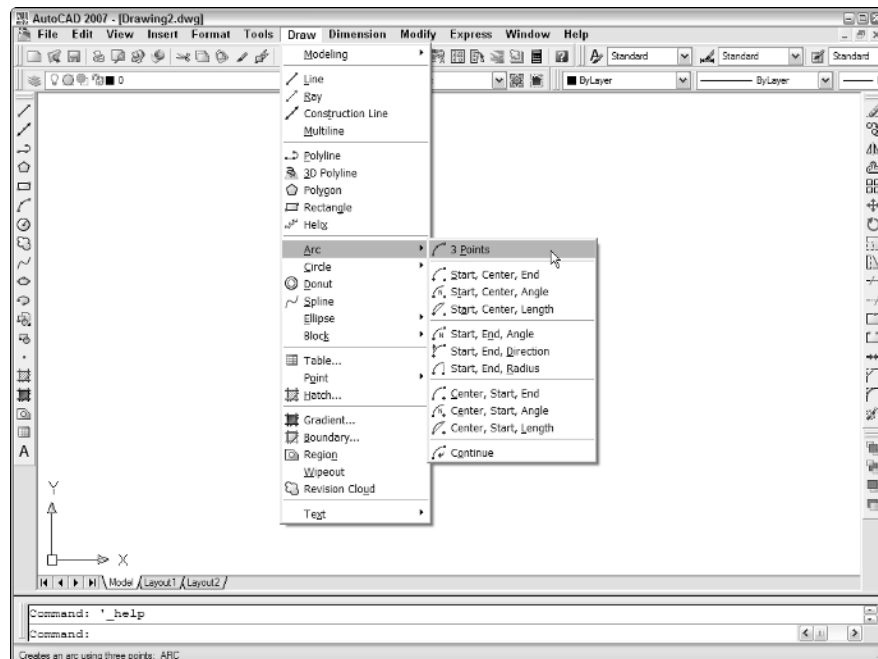 AutoCAD 2007 - [Drawing2.dwg]
File Edit View Insert Format Tools Draw Dimension Modify Express Window Help
Standard Standard Standard
0 ByLayer ByLayer
Modeling
Line
Ray
Construction Line
Multiline
Polyline
3D Polyline
Polygon
Rectangle
Helix
Arc
Circle
Donut
Spline
Ellipse
Block
Table...
Point
Hatch...
Gradient...
Boundary...
Region
Wipeout
Revision Cloud
Text
3 Points
Start, Center, End
Start, Center, Angle
Start, Center, Length
Start, End, Angle
Start, End, Direction
Start, End, Radius
Center, Start, End
Center, Start, Angle
Center, Start, Length
Continue
A
Y
X
Model Layout1 Layout2
Command: '_help
Command:
Creates an arc using three points: ARC